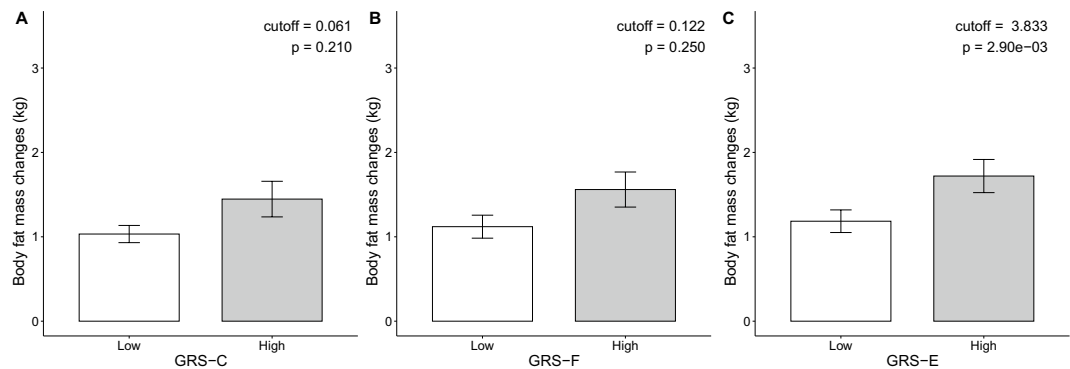 A
cutoff = 0.061
p = 0.210
Body fat mass changes (kg)
3
2
1
0
Low
High
GRS−C
B
cutoff = 0.122
p = 0.250
Body fat mass changes (kg)
3
2
1
0
Low
High
GRS−F
C
cutoff = 3.833
p = 2.90e−03
Body fat mass changes (kg)
3
2
1
0
Low
High
GRS−E